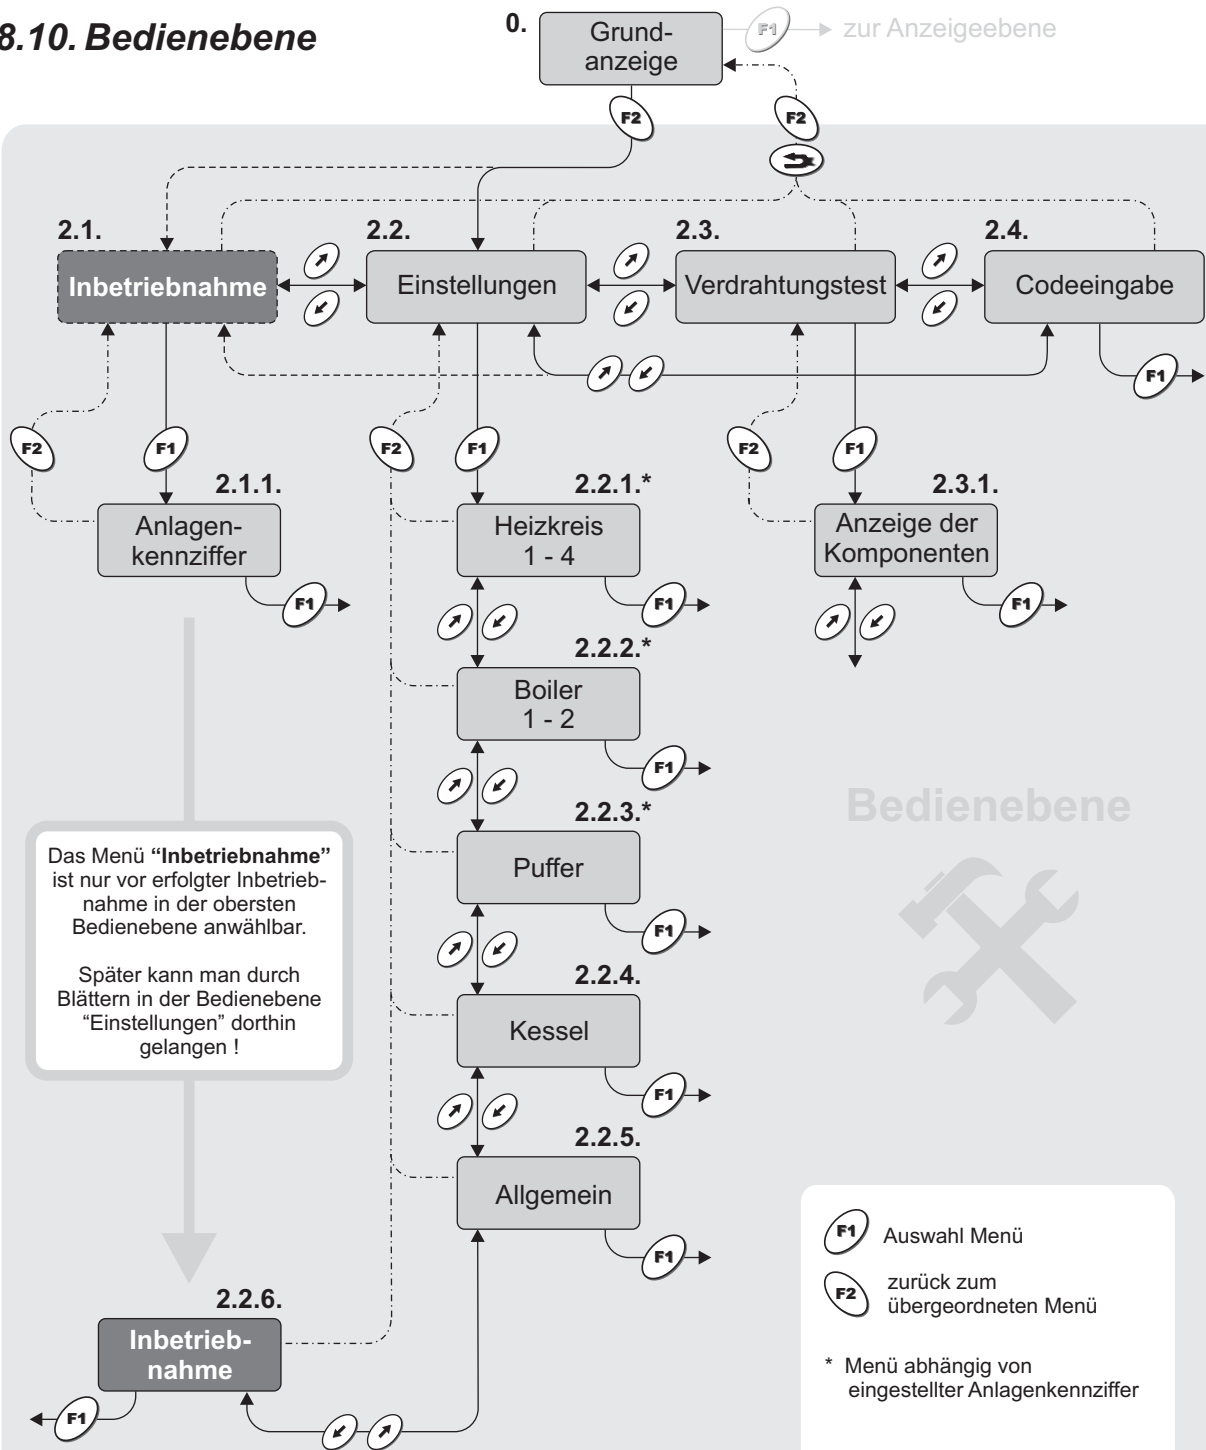 8.10. Bedienebene
0.
Grund-
anzeige
F1
zur Anzeigeebene
F2
F2
2.1.
Inbetriebnahme
2.2.
Einstellungen
2.3.
Verdrahtungstest
2.4.
Codeeingabe
F1
F2
F1
F2
F1
F2
F1
2.1.1.
Anlagen-
kennziffer
F1
2.2.1.*
Heizkreis
1 - 4
F1
2.3.1.
Anzeige der
Komponenten
F1
2.2.2.*
Boiler
1 - 2
F1
2.2.3.*
Puffer
F1
Bedienebene
Das Menü “Inbetriebnahme”
ist nur vor erfolgter Inbetrieb-
nahme in der obersten
Bedienebene anwählbar.
Später kann man durch
Blättern in der Bedienebene
“Einstellungen” dorthin
gelangen !
2.2.4.
Kessel
F1
2.2.5.
Allgemein
F1
2.2.6.
Inbetrieb-
nahme
F1
F1 Auswahl Menü
F2 zurück zum
übergeordneten Menü
* Menü abhängig von
eingestellter Anlagenkennziffer